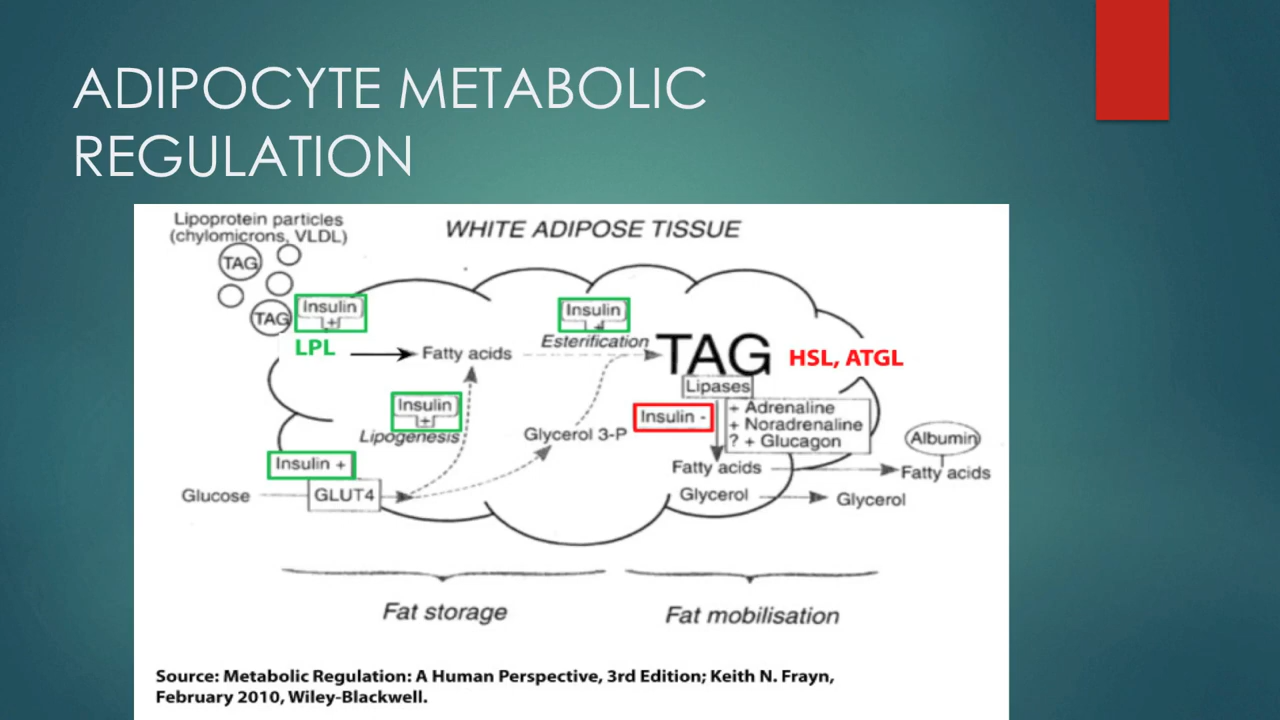 ADIPOCYTE METABOLIC
REGULATION
Lipoprotein particles
(chylomicrons, VLDL)
WHITE ADIPOSE TISSUE
TAG
TAG
Insulin
+
Insulin
+
LPL
Fatty acids
Esterification
TAG
HSL, ATGL
Lipases
Insulin
+
Lipogenesis
Glycerol 3-P
Insulin -
+ Adrenaline
+ Noradrenaline
? + Glucagon
Albumin
Insulin +
Fatty acids
Fatty acids
Glucose
GLUT4
Glycerol
Glycerol
Fat storage
Fat mobilisation
Source: Metabolic Regulation: A Human Perspective, 3rd Edition; Keith N. Frayn,
February 2010, Wiley-Blackwell.